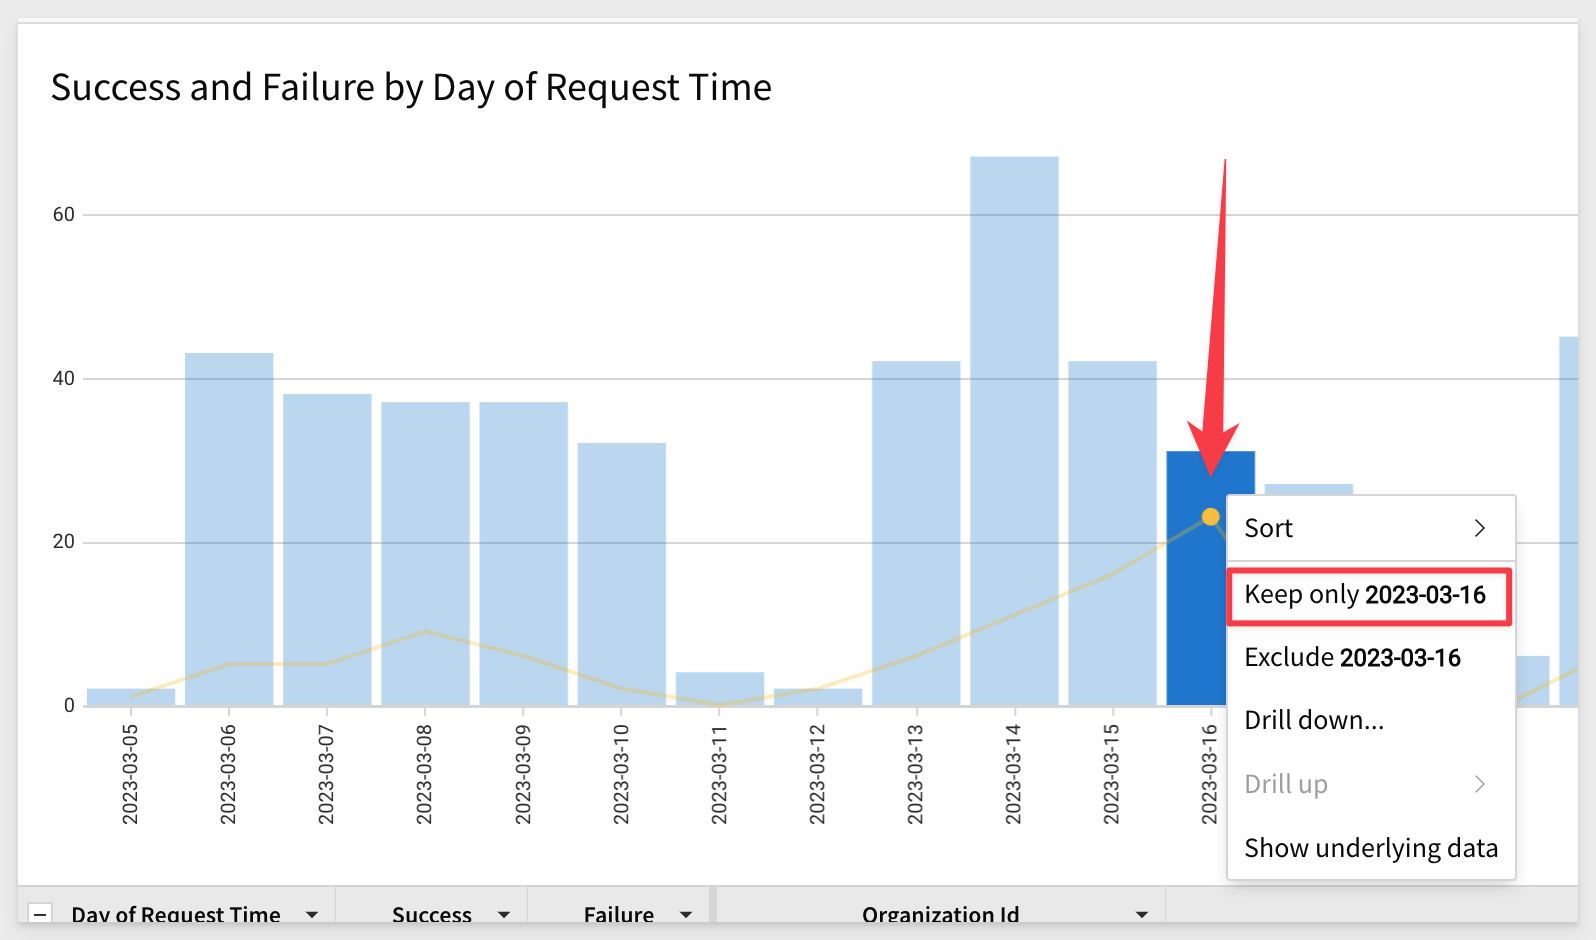 Success and Failure by Day of Request Time
60
40
20
0
2023-03-05
2023-03-06
2023-03-07
2023-03-08
2023-03-09
2023-03-10
2023-03-11
2023-03-12
2023-03-13
2023-03-14
2023-03-15
2023-03-16
Sort
Keep only 2023-03-16
Exclude 2023-03-16
Drill down...
Drill up
Show underlying data
Day of Request Time Success Failure Organization Id